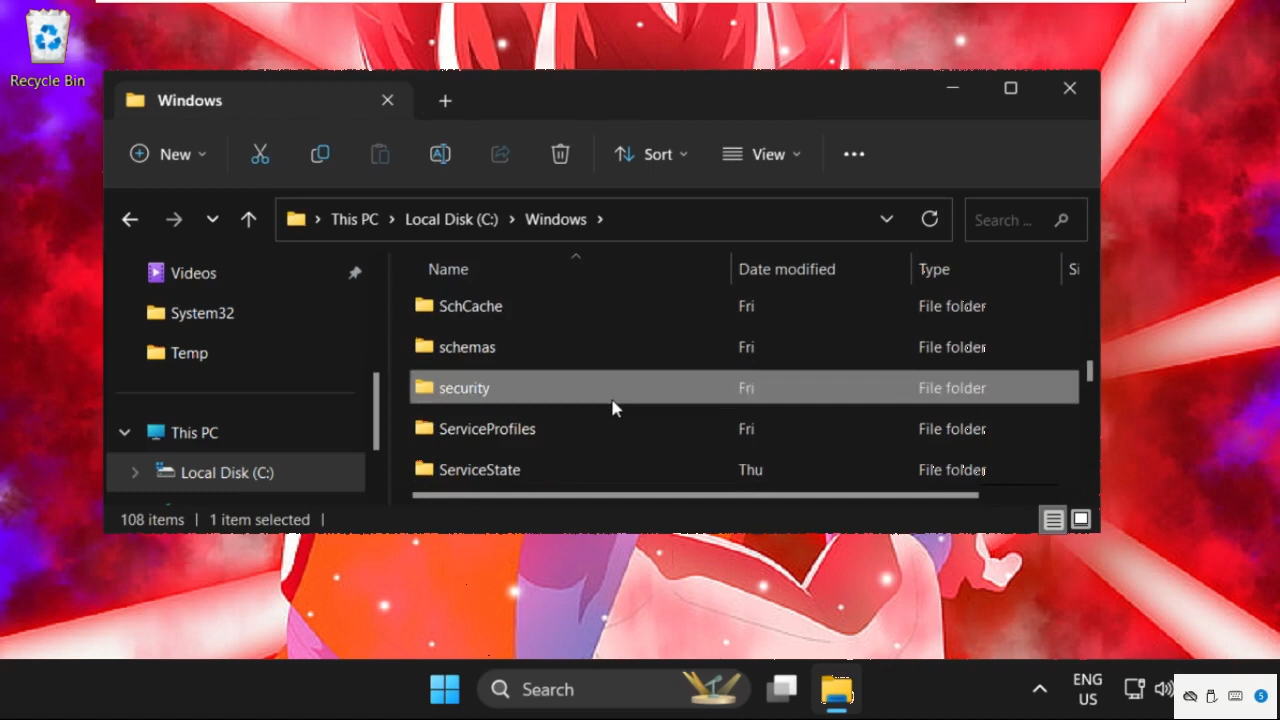 Recycle Bin
Windows
New
Sort
View
This PC
Local Disk (C:)
Windows
Search ...
Videos
System32
Temp
This PC
Local Disk (C:)
Name
Date modified
Type
Si
SchCache Fri File folder
schemas Fri File folder
security Fri File folder
ServiceProfiles Fri File folder
ServiceState Thu File folder
108 items | 1 item selected |
Search
ENG
US
5